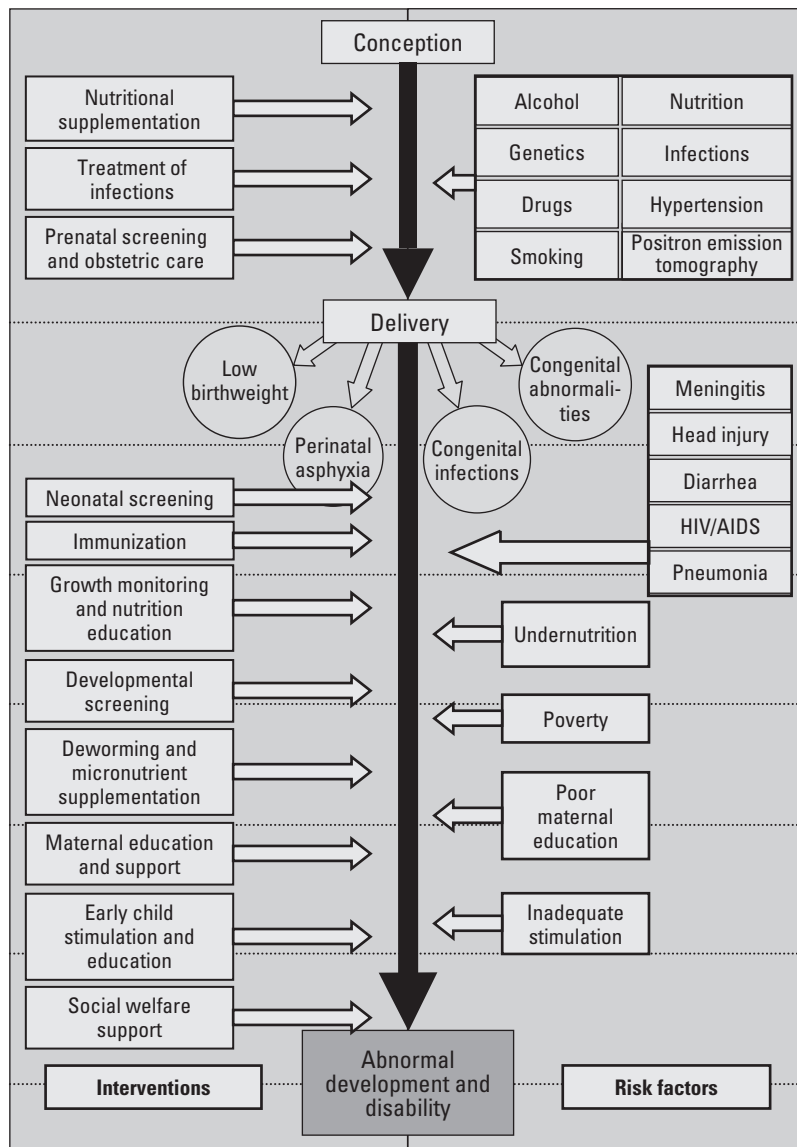 Conception
Nutritional
supplementation
Treatment of
infections
Prenatal screening
and obstetric care
Alcohol
Nutrition
Genetics
Infections
Drugs
Hypertension
Smoking
Positron emission
tomography
Delivery
Low
birthweight
Perinatal
asphyxia
Congenital
infections
Congenital
abnormali-
ties
Meningitis
Head injury
Diarrhea
HIV/AIDS
Pneumonia
Neonatal screening
Immunization
Growth monitoring
and nutrition
education
Developmental
screening
Deworming and
micronutrient
supplementation
Maternal education
and support
Early child
stimulation and
education
Social welfare
support
Undernutrition
Poverty
Poor
maternal
education
Inadequate
stimulation
Abnormal
development and
disability
Interventions
Risk factors